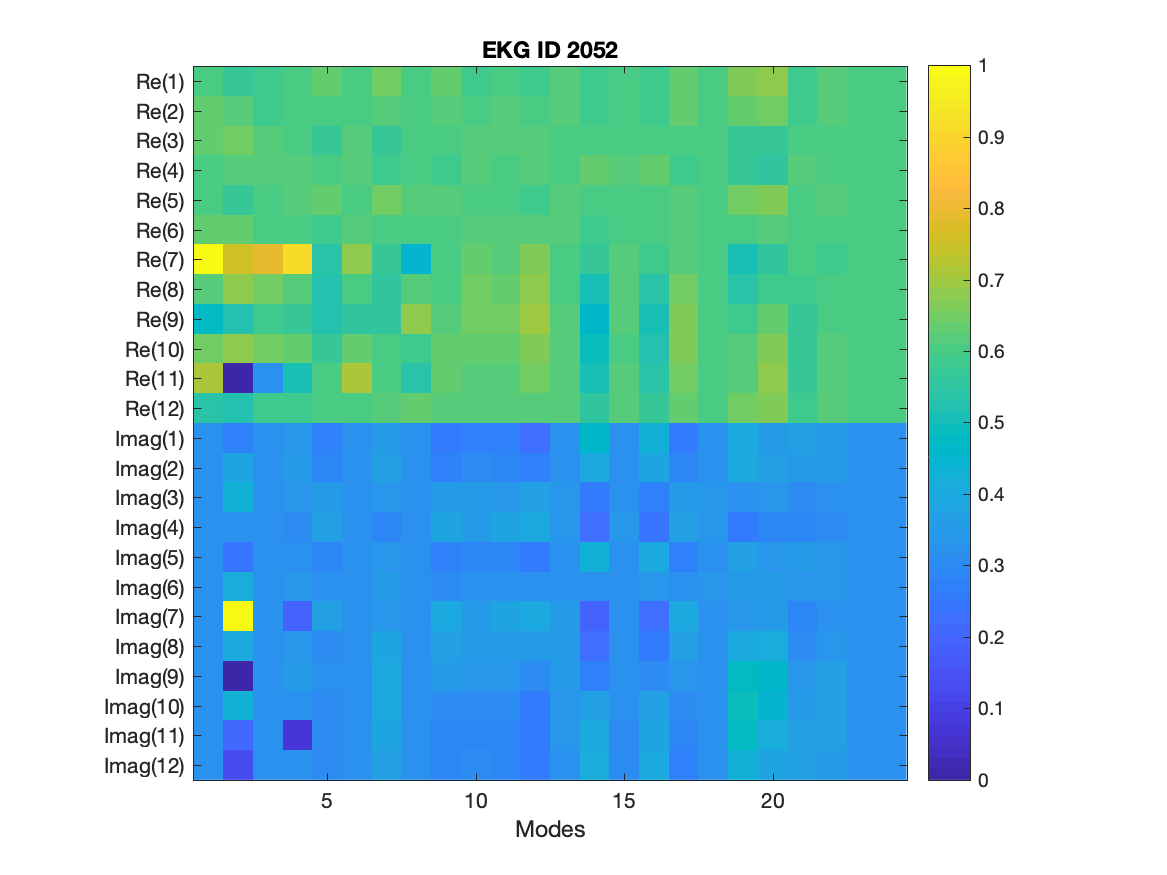 EKG ID 2052
Re(1)
Re(2)
Re(3)
Re(4)
Re(5)
Re(6)
Re(7)
Re(8)
Re(9)
Re(10)
Re(11)
Re(12)
Imag(1)
Imag(2)
Imag(3)
Imag(4)
Imag(5)
Imag(6)
Imag(7)
Imag(8)
Imag(9)
Imag(10)
Imag(11)
Imag(12)
5 10 15 20
Modes
1
0.9
0.8
0.7
0.6
0.5
0.4
0.3
0.2
0.1
0